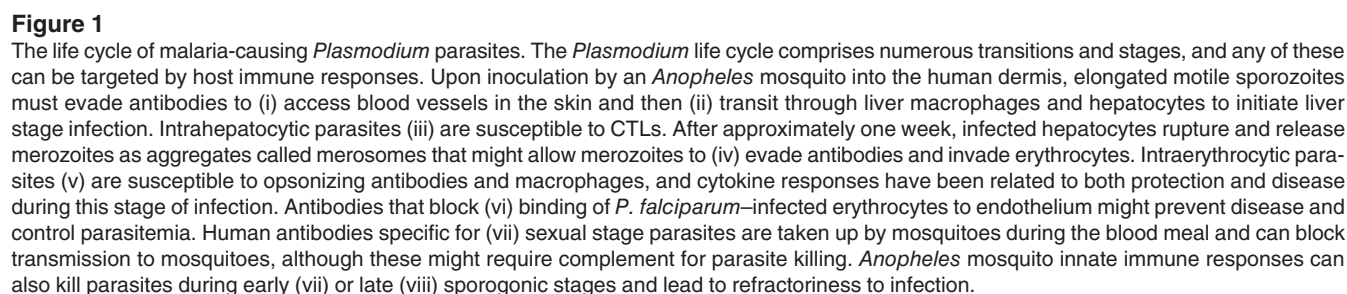 Figure 1
The life cycle of malaria-causing Plasmodium parasites. The Plasmodium life cycle comprises numerous transitions and stages, and any of these
can be targeted by host immune responses. Upon inoculation by an Anopheles mosquito into the human dermis, elongated motile sporozoites
must evade antibodies to (i) access blood vessels in the skin and then (ii) transit through liver macrophages and hepatocytes to initiate liver
stage infection. Intrahepatocytic parasites (iii) are susceptible to CTLs. After approximately one week, infected hepatocytes rupture and release
merozoites as aggregates called merosomes that might allow merozoites to (iv) evade antibodies and invade erythrocytes. Intraerythrocytic para-
sites (v) are susceptible to opsonizing antibodies and macrophages, and cytokine responses have been related to both protection and disease
during this stage of infection. Antibodies that block (vi) binding of P. falciparum–infected erythrocytes to endothelium might prevent disease and
control parasitemia. Human antibodies specific for (vii) sexual stage parasites are taken up by mosquitoes during the blood meal and can block
transmission to mosquitoes, although these might require complement for parasite killing. Anopheles mosquito innate immune responses can
also kill parasites during early (vii) or late (viii) sporogonic stages and lead to refractoriness to infection.